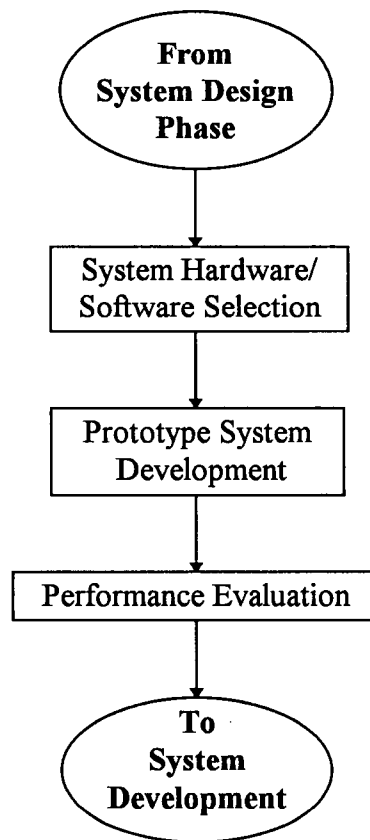 From
System Design
Phase
System Hardware/
Software Selection
Prototype System
Development
Performance Evaluation
To
System
Development